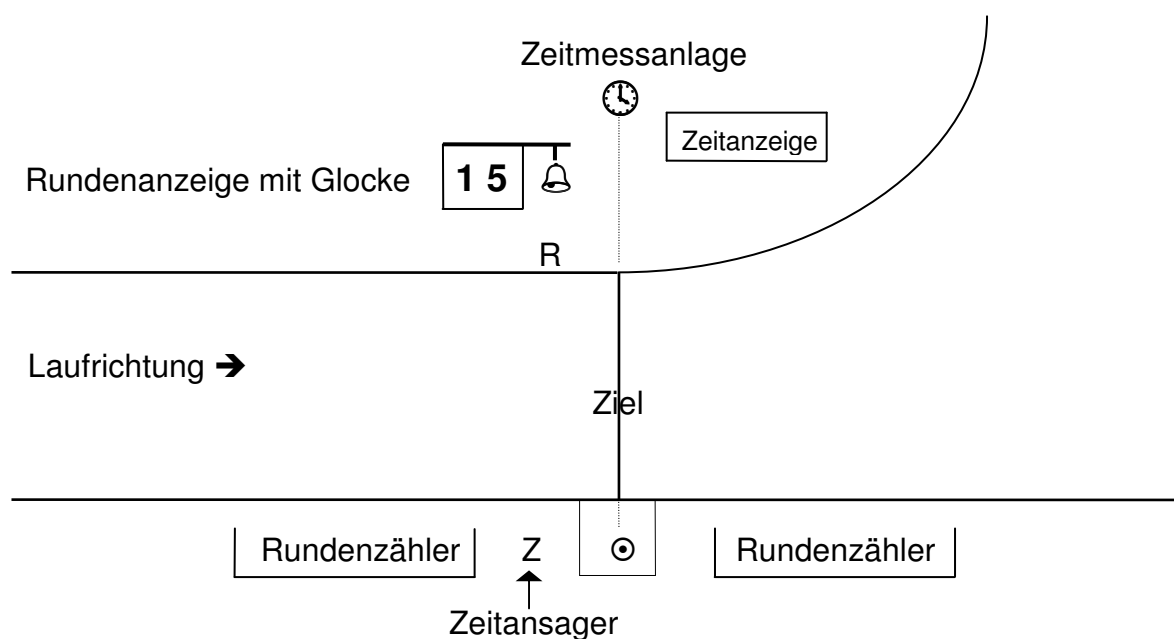 Zeitmessanlage
Zeitanzeige
Rundenanzeige mit Glocke 1 5
R
Laufrichtung ➔
Ziel
Rundenzähler Z Rundenzähler
Zeitansager